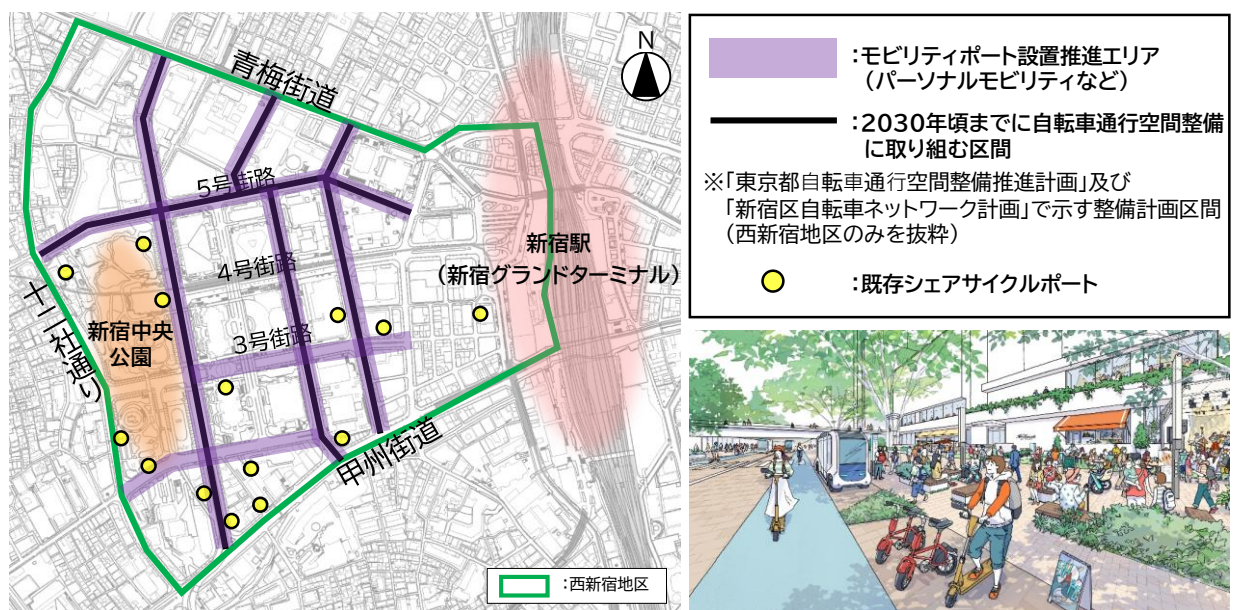 青梅街道
N
5号街路
新宿駅
(新宿グランドターミナル)
4号街路
十二社通り
新宿中央
公園
3号街路
甲州街道
:西新宿地区
:モビリティポート設置推進エリア
(パーソナルモビリティなど)
:2030年頃までに自転車通行空間整備
に取り組む区間
※「東京都自転車通行空間整備推進計画」及び
「新宿区自転車ネットワーク計画」で示す整備計画区間
(西新宿地区のみを抜粋)
:既存シェアサイクルポート